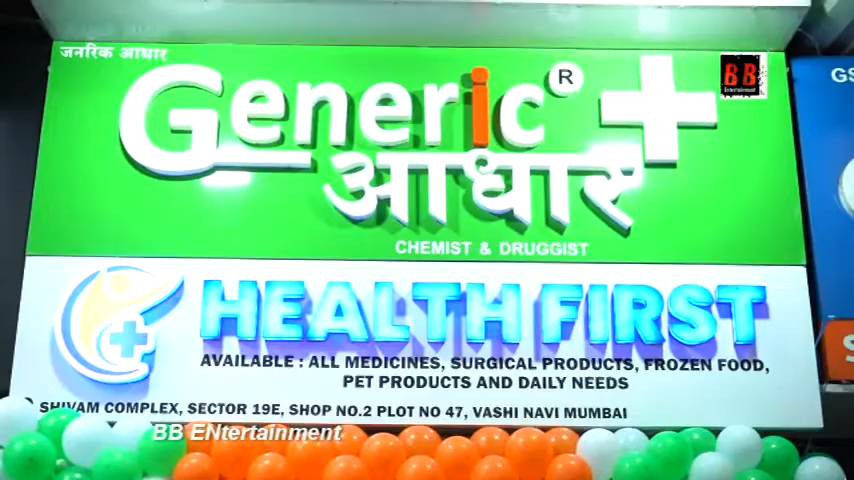 जनरिक आधार
Generic ®
आधार
CHEMIST & DRUGGIST
BB
Entertainment
HEALTH FIRST
AVAILABLE : ALL MEDICINES, SURGICAL PRODUCTS, FROZEN FOOD,
PET PRODUCTS AND DAILY NEEDS
SHIVAM COMPLEX, SECTOR 19E, SHOP NO.2 PLOT NO 47, VASHI NAVI MUMBAI
BB ENtertainment